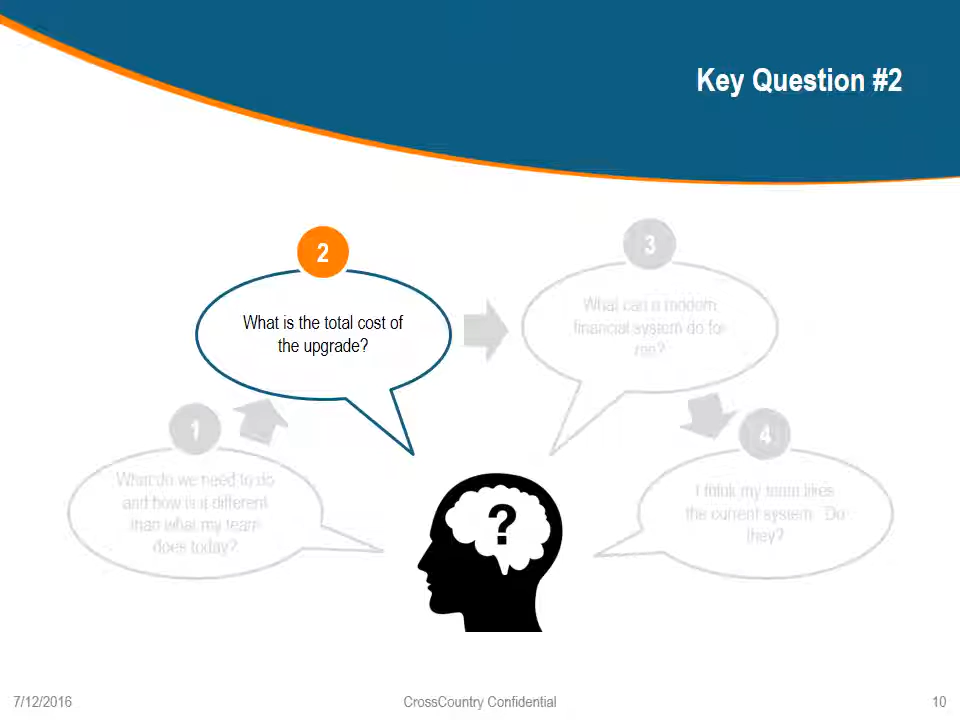 Key Question #2
2
What is the total cost of
the upgrade?
3
What can a modern
financial system do for
me?
1
What do we need to do
and how is it different
than what my team
does today?
4
I think my team likes
the current system. Do
they?
?
7/12/2016
CrossCountry Confidential
10